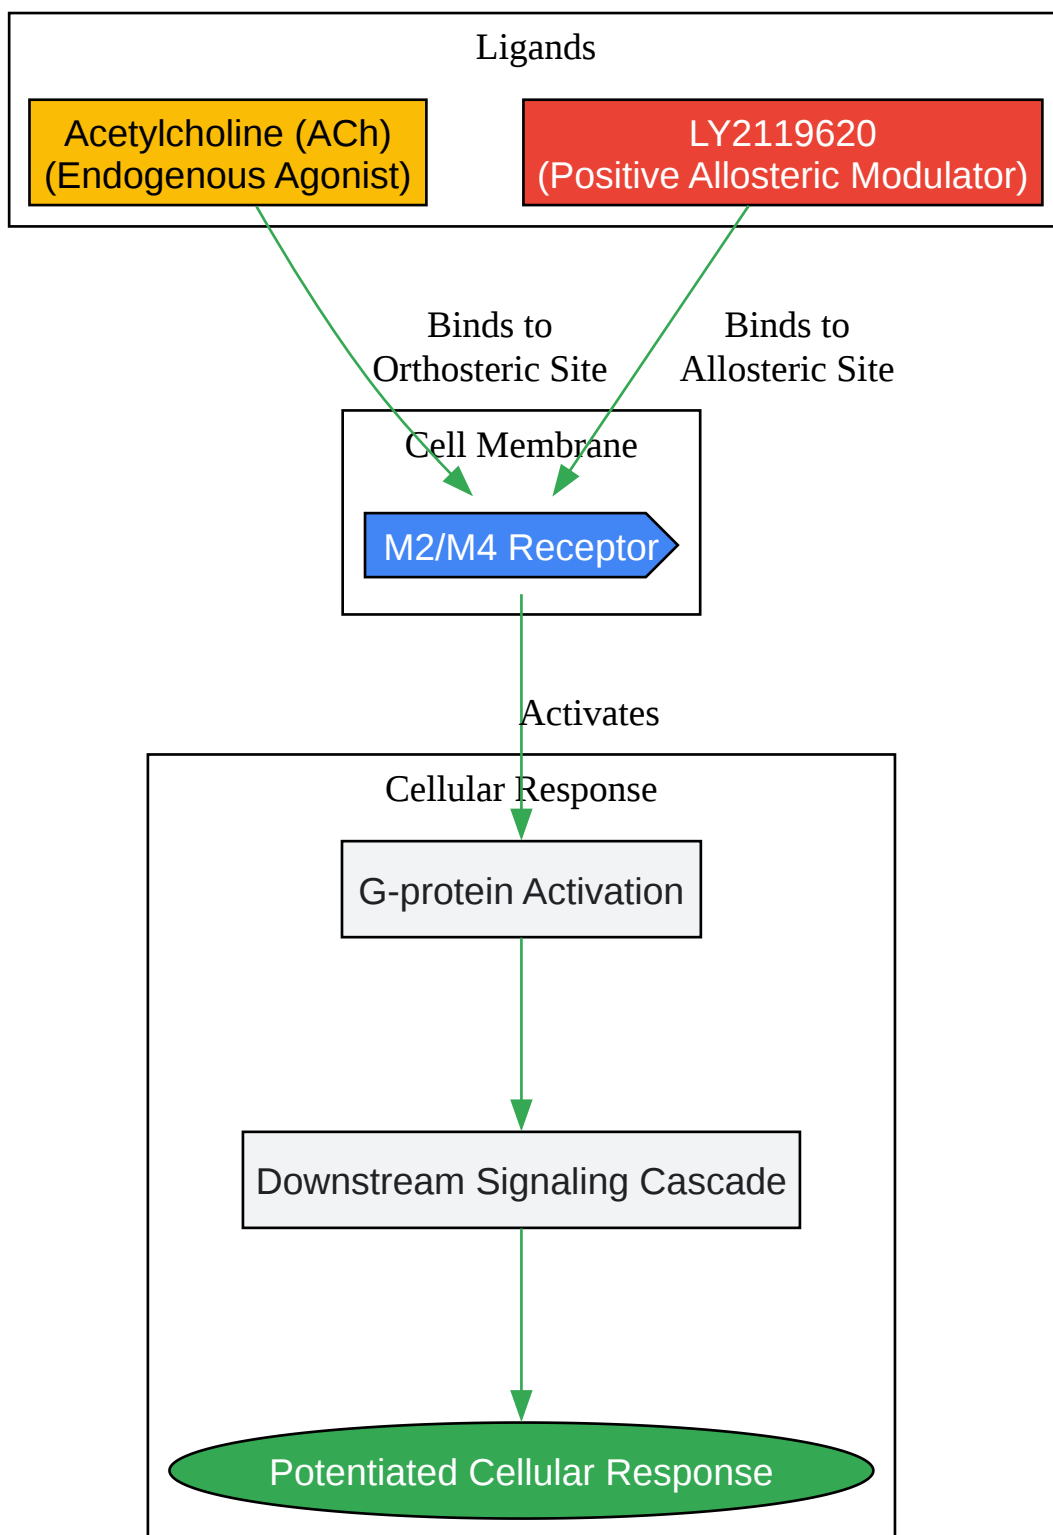 Ligands
Acetylcholine (ACh)
(Endogenous Agonist)
LY2119620
(Positive Allosteric Modulator)
Binds to
Orthosteric Site
Binds to
Allosteric Site
Cell Membrane
M2/M4 Receptor
Activates
Cellular Response
G-protein Activation
Downstream Signaling Cascade
Potentiated Cellular Response